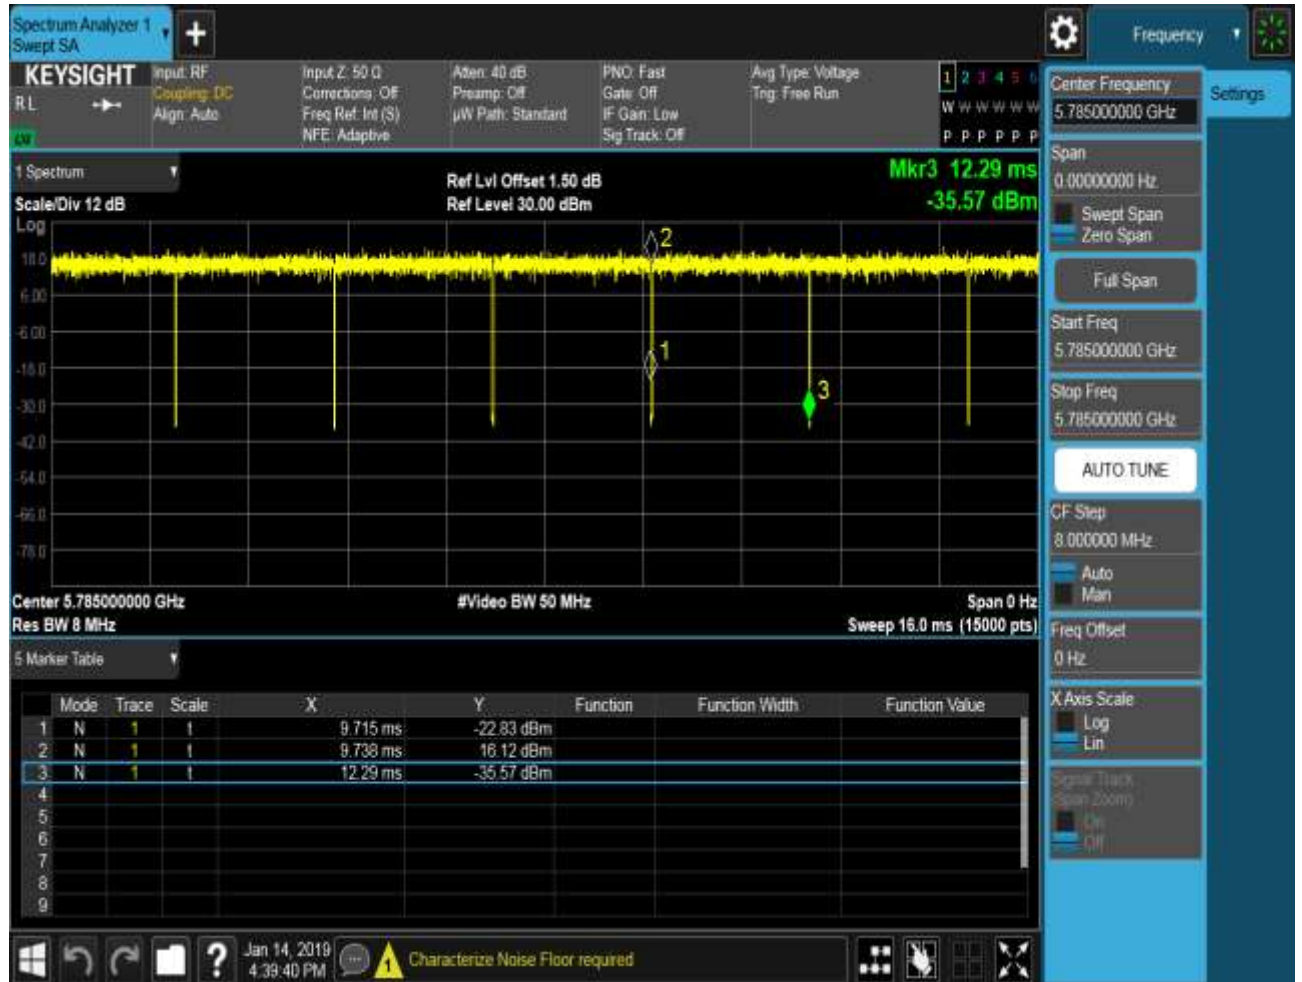 Spectrum Analyzer 1
Swept SA
+
Frequency
KEYSIGHT
R L
Input: RF
Coupling: DC
Align: Auto
Input Z: 50 Ω
Corrections: Off
Freq Ref: Int (S)
NFE: Adaptive
Atten: 40 dB
Preamp: Off
µW Path: Standard
PNO: Fast
Gate: Off
IF Gain: Low
Sig Track: Off
Avg Type: Voltage
Trig: Free Run
1 2 3 4 5 6
W W W W W W
P P P P P P
1 Spectrum
Scale/Div 12 dB
Log
Ref Lvl Offset 1.50 dB
Ref Level 30.00 dBm
Mkr3 12.29 ms
-35.57 dBm
18.0
6.00
-6.00
-18.0
-30.0
-42.0
-54.0
-66.0
-78.0
2
1
3
Center 5.785000000 GHz
#Video BW 50 MHz
Span 0 Hz
Res BW 8 MHz
Sweep 16.0 ms (15000 pts)
5 Marker Table
Mode Trace Scale X Y Function Function Width Function Value
1 N 1 t 9.715 ms -22.83 dBm
2 N 1 t 9.738 ms 16.12 dBm
3 N 1 t 12.29 ms -35.57 dBm
4
5
6
7
8
9
?
Jan 14, 2019
4:39:40 PM
1
Characterize Noise Floor required
Settings
Center Frequency
5.785000000 GHz
Span
0.00000000 Hz
Swept Span
Zero Span
Full Span
Start Freq
5.785000000 GHz
Stop Freq
5.785000000 GHz
AUTO TUNE
CF Step
8.000000 MHz
Auto
Man
Freq Offset
0 Hz
X Axis Scale
Log
Lin
Signal Track
(Span Zoom)
On
Off